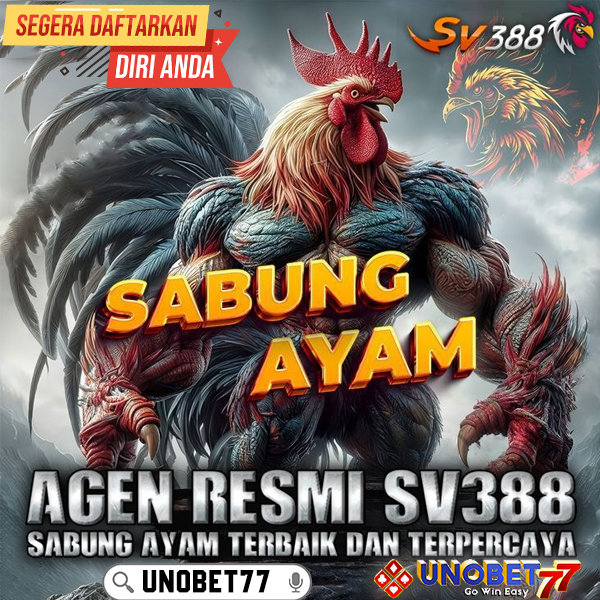 SEGERA DAFTARKAN
DIRI ANDA
SV388
SABUNG
AYAM
AGEN RESMI SV388
SABUNG AYAM TERBAIK DAN TERPERCAYA
UNOBET77
UNOBET77
Go Win Easy